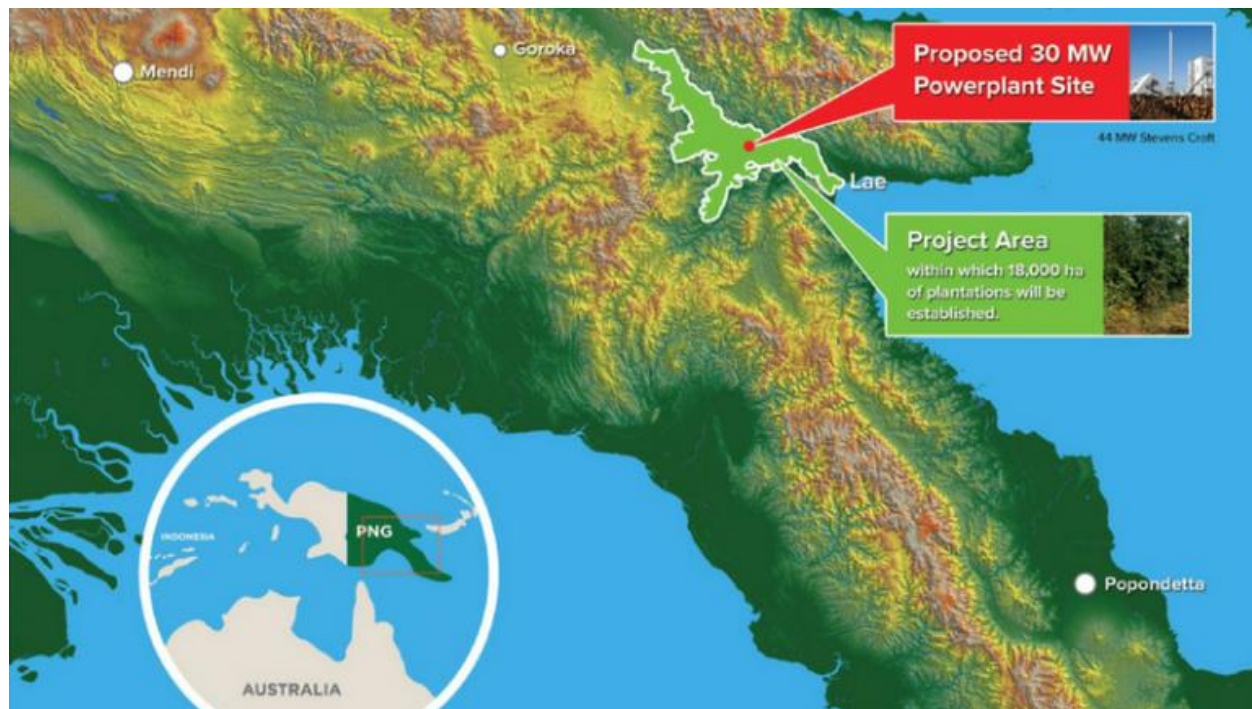 Mendi
Goroka
Proposed 30 MW
Powerplant Site
44 MW Stevens Croft
Lae
Project Area
within which 18,000 ha
of plantations will be
established.
PNG
INDONESIA
Popondetta
AUSTRALIA